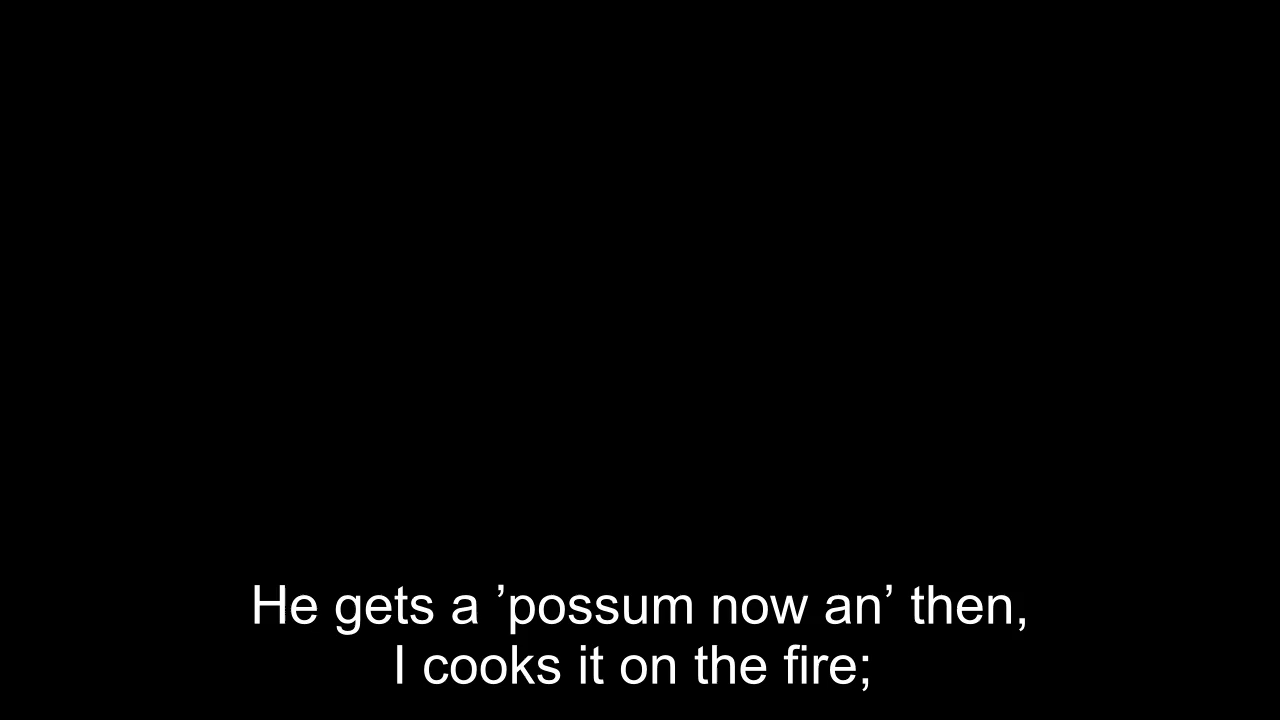 He gets a ’possum now an’ then,
I cooks it on the fire;